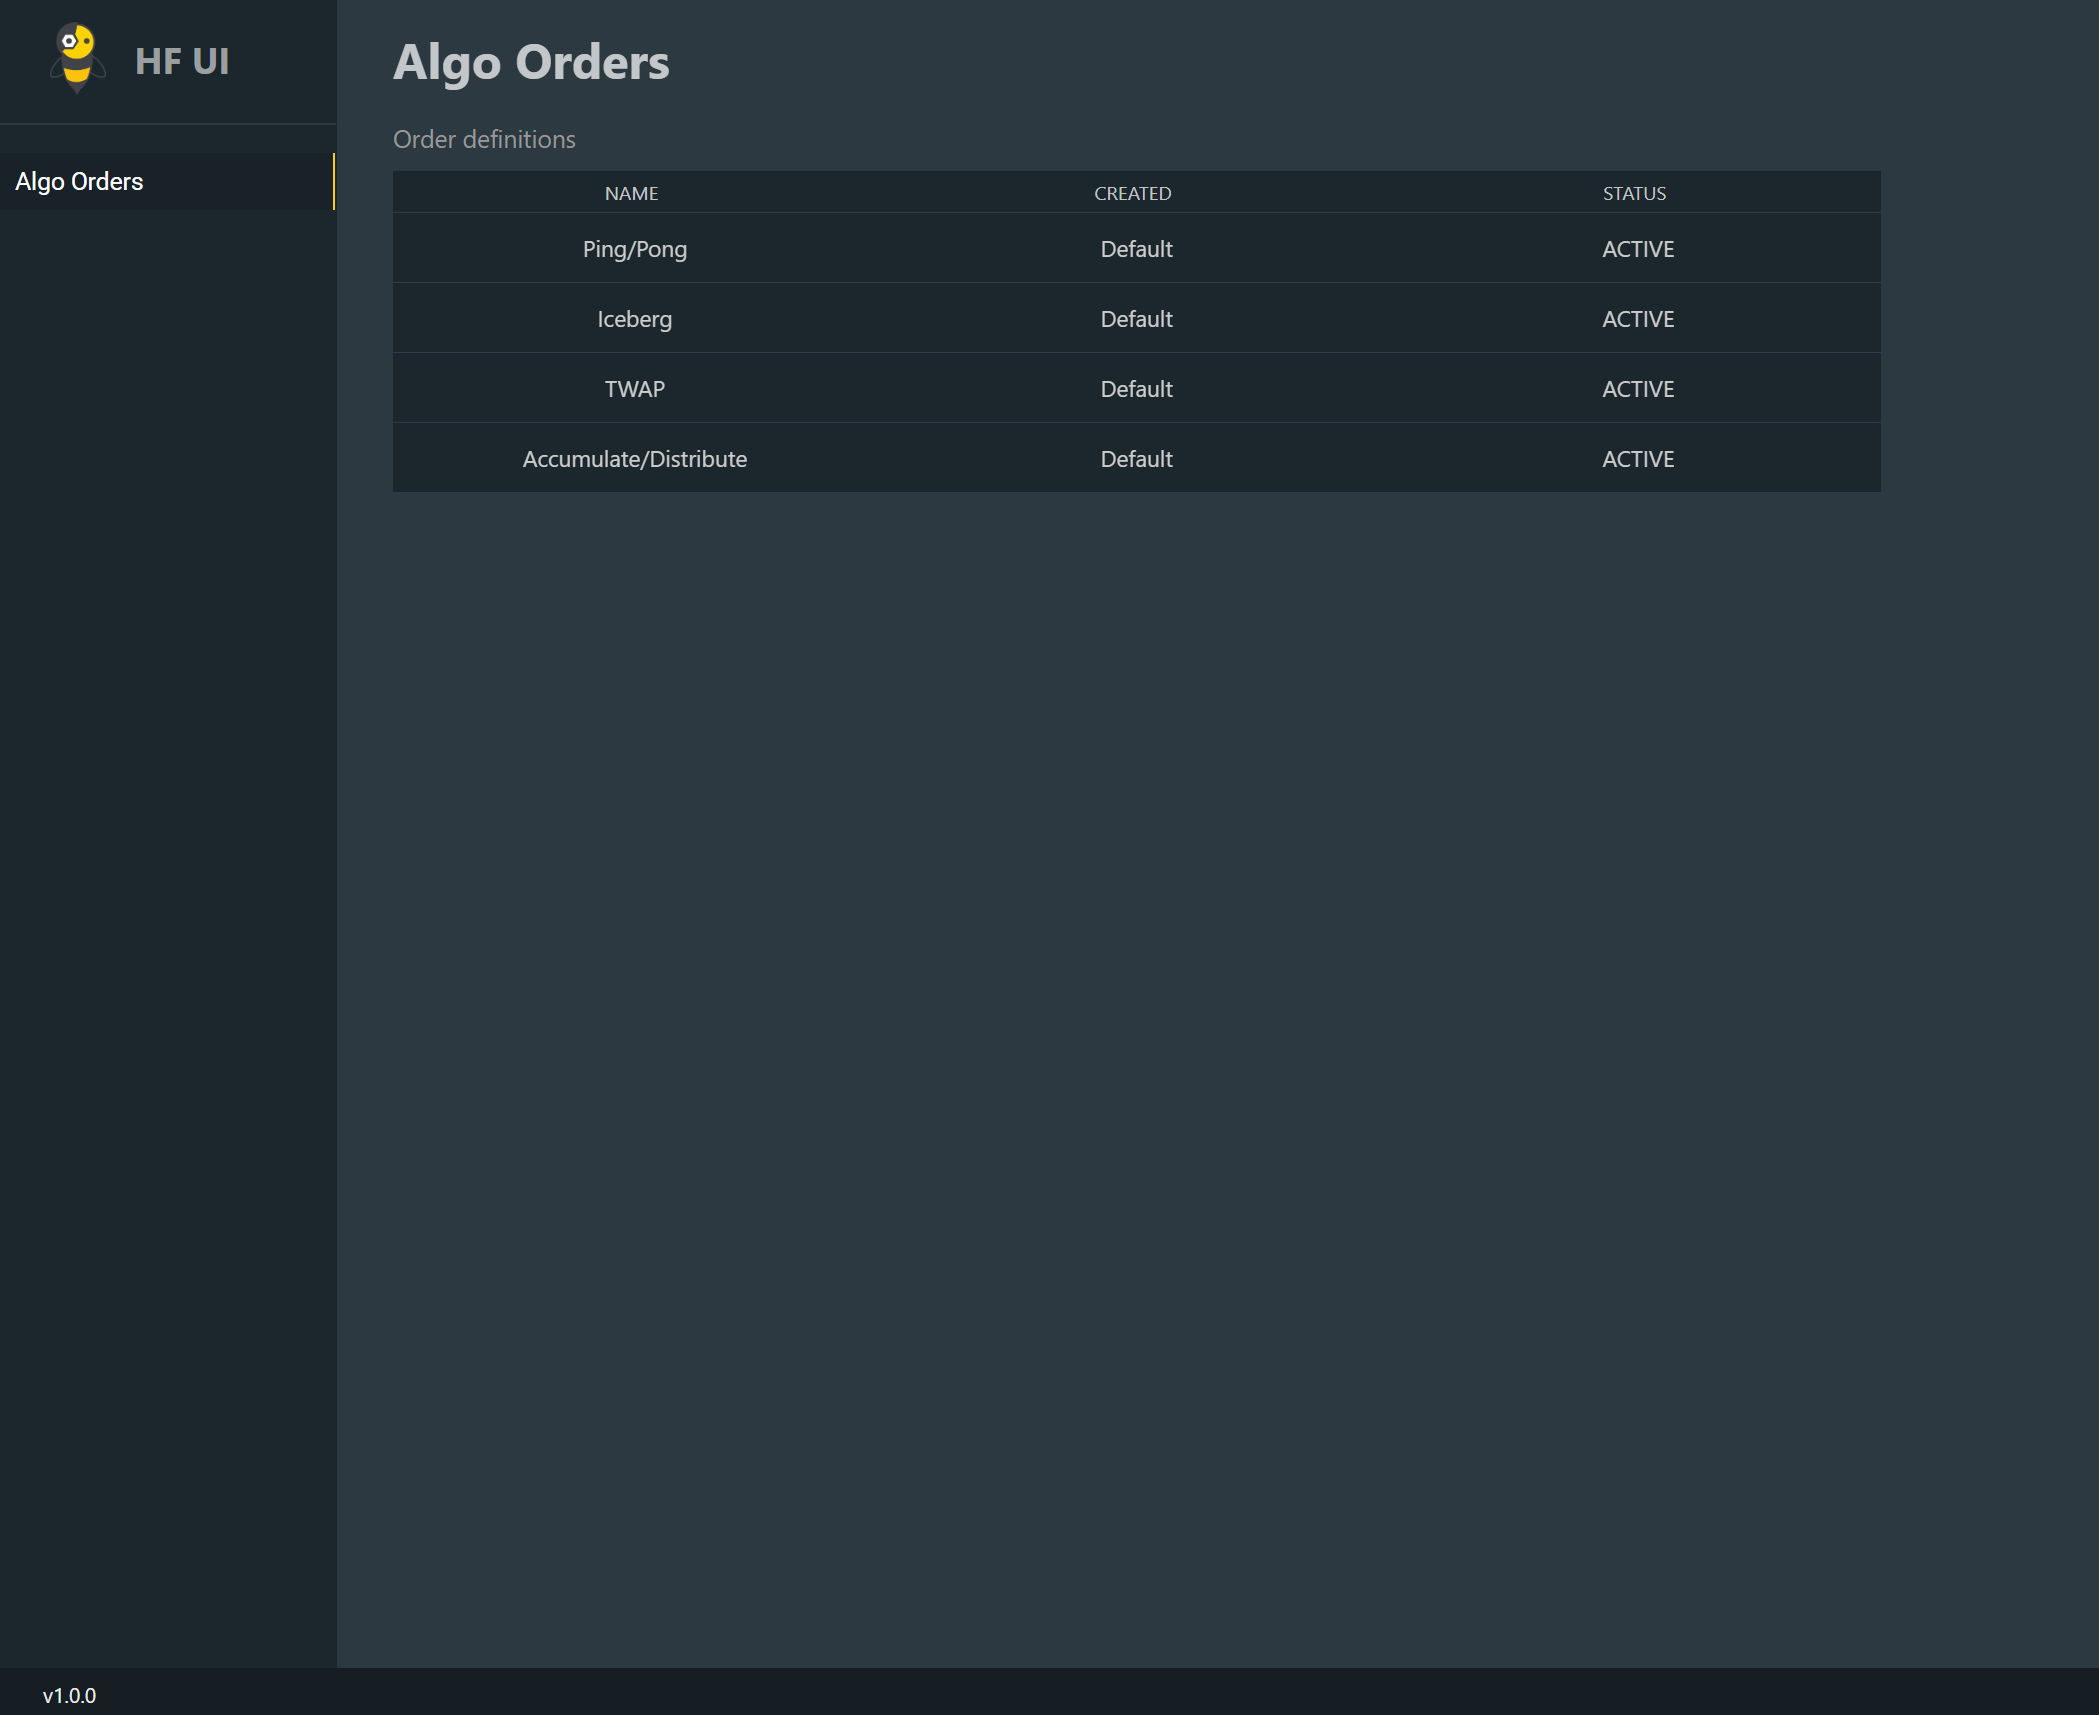 HF UI
Algo Orders
Algo Orders
Order definitions
NAME CREATED STATUS
Ping/Pong Default ACTIVE
Iceberg Default ACTIVE
TWAP Default ACTIVE
Accumulate/Distribute Default ACTIVE
v1.0.0